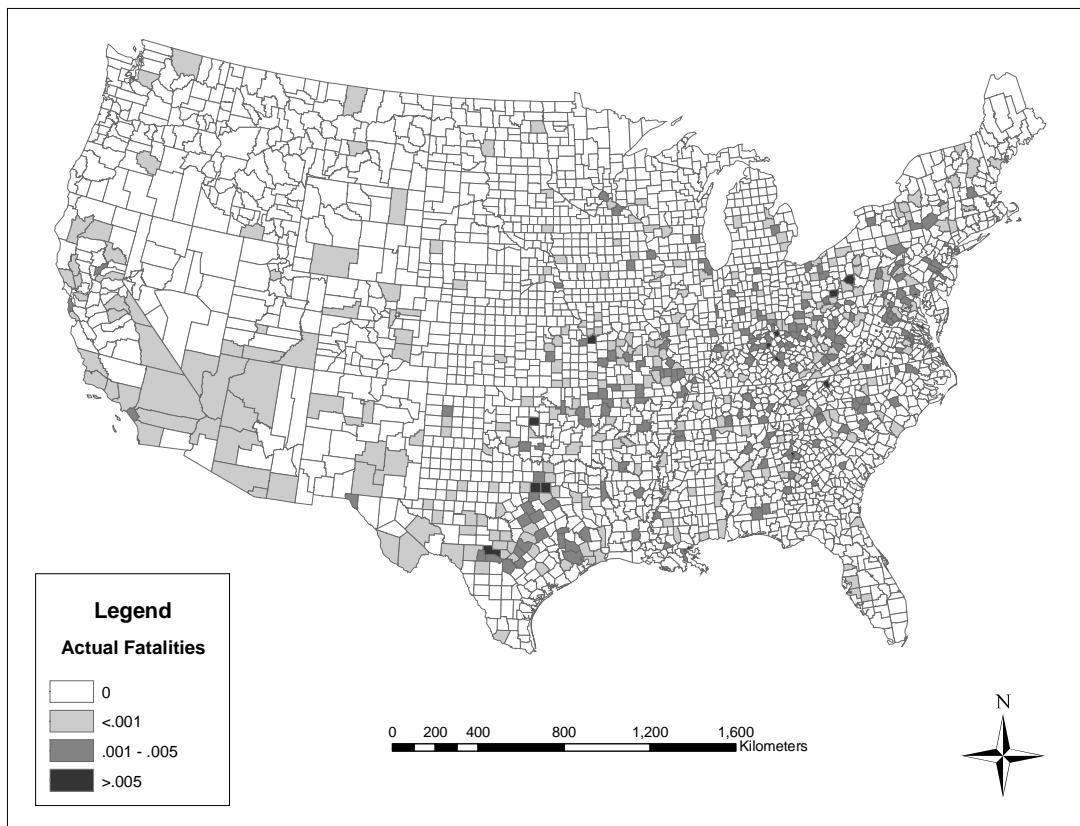 Legend
Actual Fatalities
0
<.001
.001 - .005
>.005
0 200 400 800 1,200 1,600
Kilometers
N